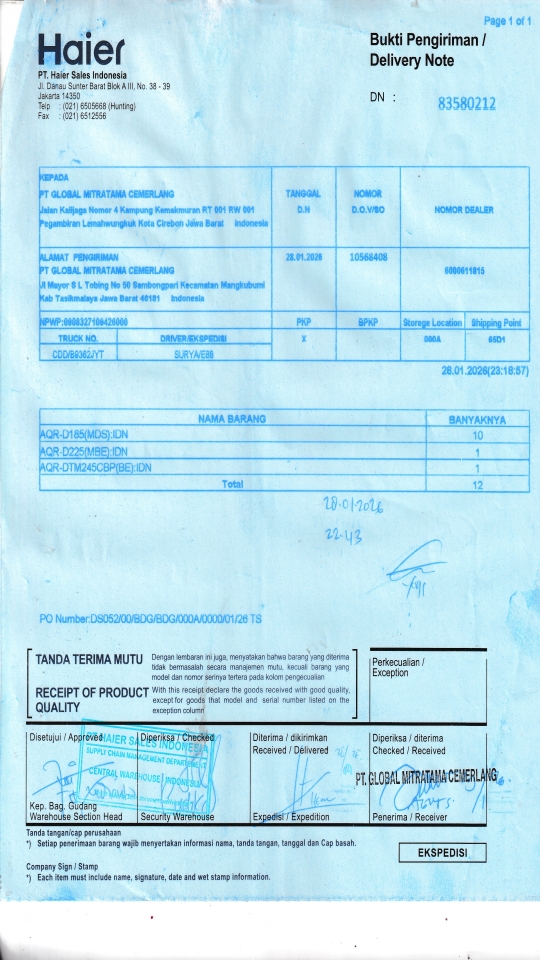 Page 1 of 1
Haier
Bukti Pengiriman /
Delivery Note
PT. Haier Sales Indonesia
Jl. Danau Sunter Barat Blok A III, No. 38 - 39
Jakarta 14350
Telp : (021) 6505668 (Hunting)
Fax : (021) 6512556
DN : 83580212
KEPADA
PT GLOBAL MITRATAMA CEMERLANG
Jalan Kalijaga Nomor 4 Kampung Kemakmuran RT 001 RW 001
Pegambiran Lemahwungkuk Kota Cirebon Jawa Barat Indonesia
TANGGAL
D.N
NOMOR
D.O.V/SO
NOMOR DEALER
ALAMAT PENGIRIMAN
PT GLOBAL MITRATAMA CEMERLANG
Jl Mayor S L Tobing No 50 Sambongpari Kecamatan Mangkubumi
Kab Tasikmalaya Jawa Barat 46181 Indonesia
28.01.2026
10568408
6000611815
NPWP:0908327109426000
PKP
BPKP
Storege Location
Shipping Point
TRUCK NO.
DRIVER/EKSPEDISI
X
000A
65D1
CDD/B9362JYT
SURYA/E86
28.01.2026(23:18:57)
NAMA BARANG BANYAKNYA
AQR-D185(MDS):IDN 10
AQR-D225(MBE):IDN 1
AQR-DTM245CBP(BE):IDN 1
Total 12
28-01-2026
22.43
PO Number:DS052/00/BDG/BDG/000A/0000/01/26 TS
TANDA TERIMA MUTU
Dengan lembaran ini juga, menyatakan bahwa barang yang diterima
tidak bermasalah secara manajemen mutu, kecuali barang yang
model dan nomor serinya tertera pada kolom pengecualian
RECEIPT OF PRODUCT
QUALITY
With this receipt declare the goods received with good quality,
except for goods that model and serial number listed on the
exception column
Perkecualian /
Exception
Disetujui / Approved
Diperiksa / Checked
Diterima / dikirimkan
Received / Delivered
Diperiksa / diterima
Checked / Received
PT HAIER SALES INDONESIA
SUPPLY CHAIN MANAGEMENT DEPARTMENT
CENTRAL WAREHOUSE INDONESIA
PT. GLOBAL MITRATAMA CEMERLANG
Kep. Bag. Gudang
Warehouse Section Head
Security Warehouse
Expedisi / Expedition
Penerima / Receiver
Tanda tangan/cap perusahaan
*) Setiap penerimaan barang wajib menyertakan informasi nama, tanda tangan, tanggal dan Cap basah.
EKSPEDISI
Company Sign / Stamp
*) Each item must include name, signature, date and wet stamp information.